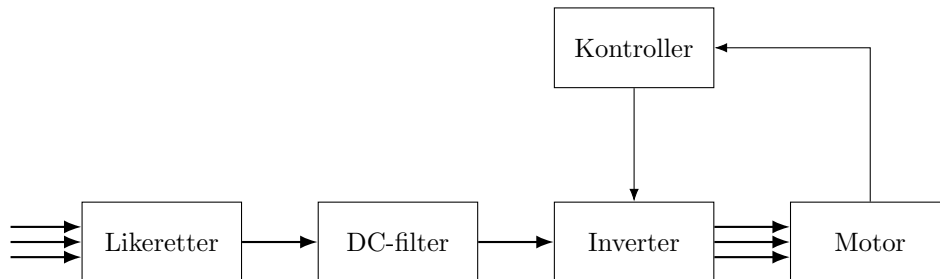 Kontroller
Likeretter
DC-filter
Inverter
Motor